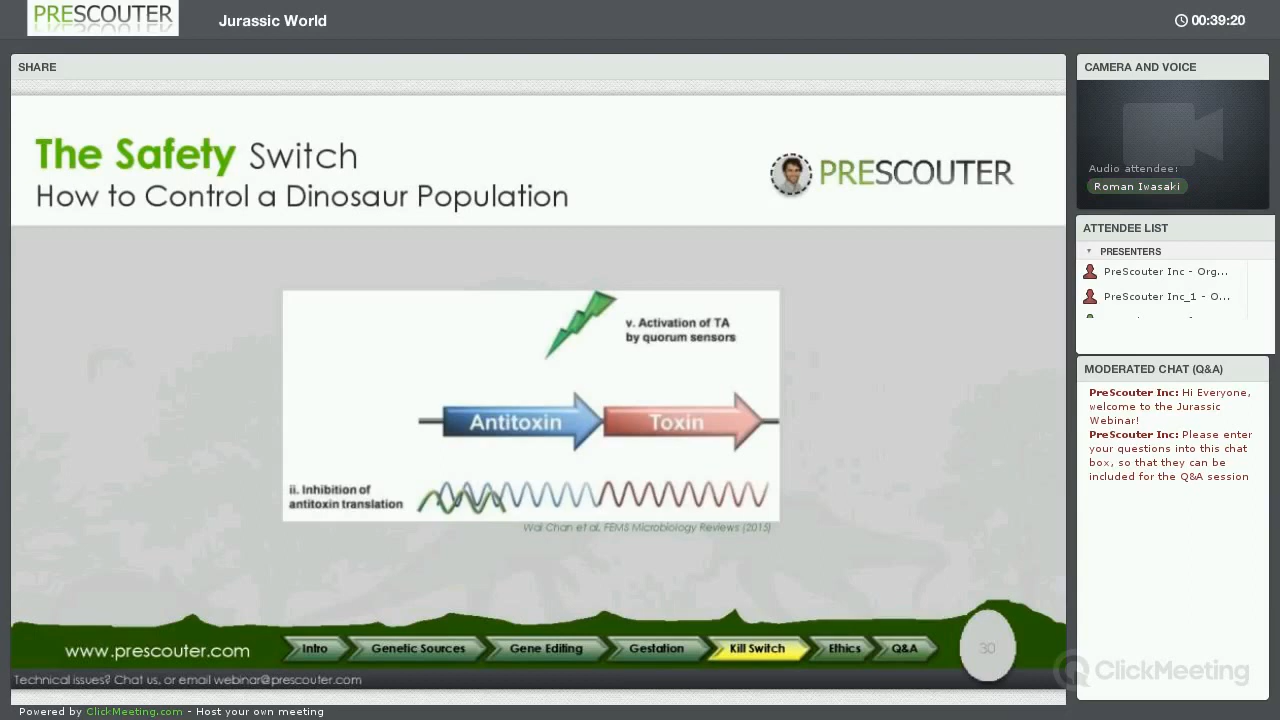 PRESCOUTER
Jurassic World
00:39:20
SHARE
The Safety Switch
How to Control a Dinosaur Population
PRESCOUTER
v. Activation of TA
by quorum sensors
Antitoxin
Toxin
ii. Inhibition of
antitoxin translation
Wai Chan et al, FEMS Microbiology Reviews (2015)
www.prescouter.com
Intro
Genetic Sources
Gene Editing
Gestation
Kill Switch
Ethics
Q&A
30
Technical issues? Chat us, or email webinar@prescouter.com
CAMERA AND VOICE
Audio attendee:
Roman Iwasaki
ATTENDEE LIST
PRESENTERS
PreScouter Inc - Org...
PreScouter Inc_1 - O...
MODERATED CHAT (Q&A)
PreScouter Inc: Hi Everyone,
welcome to the Jurassic
Webinar!
PreScouter Inc: Please enter
your questions into this chat
box, so that they can be
included for the Q&A session
ClickMeeting
Powered by ClickMeeting.com - Host your own meeting